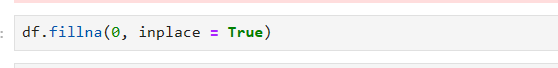 df.fillna(0, inplace = True)